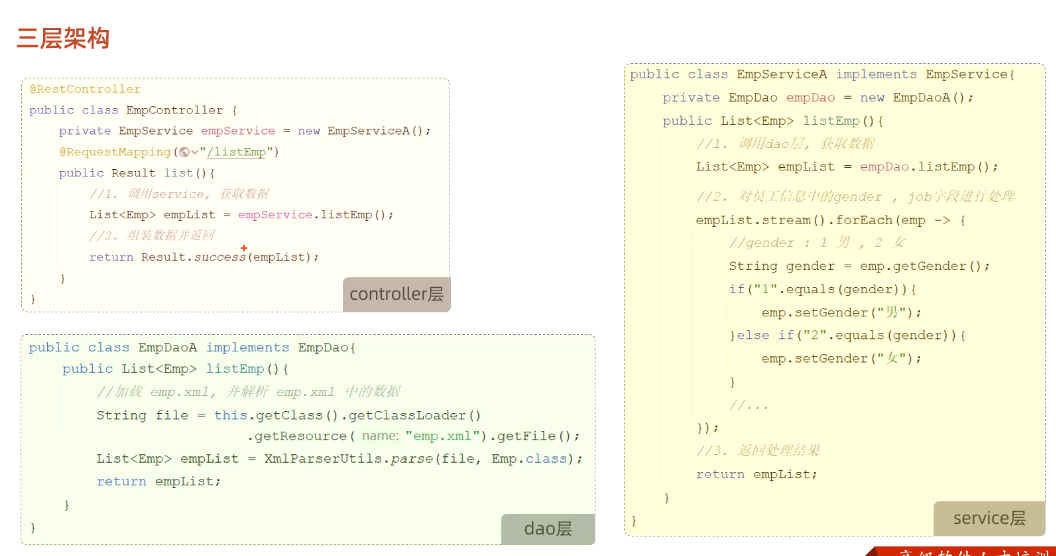 三层架构
@RestController
public class EmpController {
private EmpService empService = new EmpServiceA();
@RequestMapping("/listEmp")
public Result list(){
//1. 调用service, 获取数据
List<Emp> empList = empService.listEmp();
//2. 组装数据并返回
return Result.success(empList);
}
}
controller层
public class EmpDaoA implements EmpDao{
public List<Emp> listEmp(){
//加载 emp.xml, 并解析 emp.xml 中的数据
String file = this.getClass().getClassLoader()
.getResource( name: "emp.xml").getFile();
List<Emp> empList = XmlParserUtils.parse(file, Emp.class);
return empList;
}
}
dao层
public class EmpServiceA implements EmpService{
private EmpDao empDao = new EmpDaoA();
public List<Emp> listEmp(){
//1. 调用dao层, 获取数据
List<Emp> empList = empDao.listEmp();
//2. 对员工信息中的gender , job字段进行处理
empList.stream().forEach(emp -> {
//gender : 1 男 , 2 女
String gender = emp.getGender();
if("1".equals(gender)){
emp.setGender("男");
}else if("2".equals(gender)){
emp.setGender("女");
}
//...
});
//3. 返回处理结果
return empList;
}
}
service层